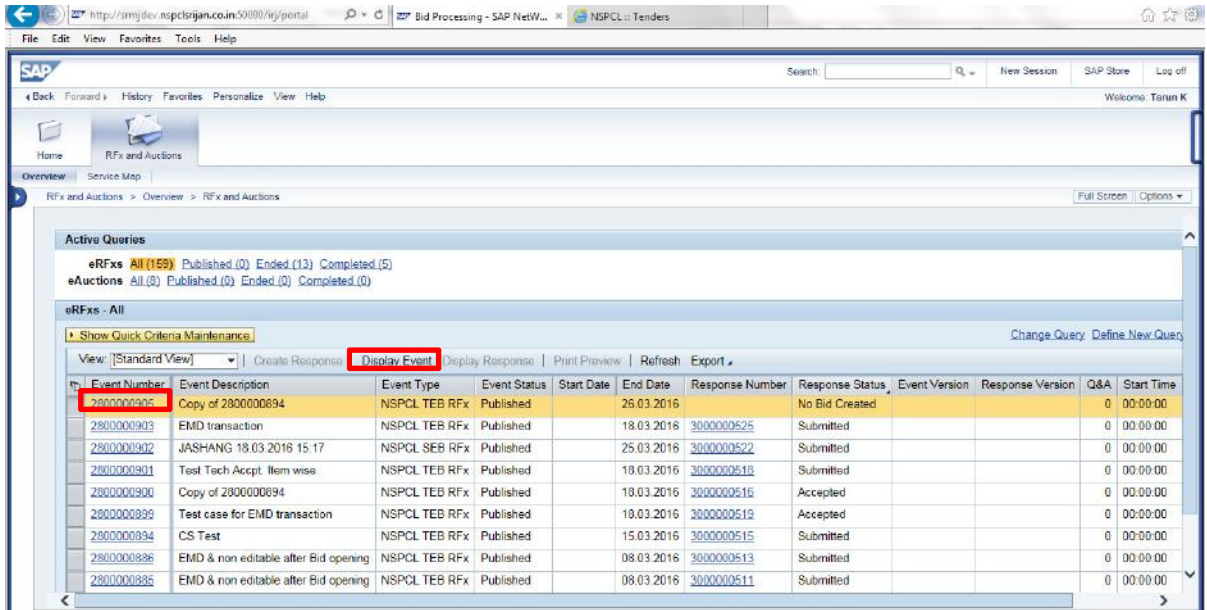 http://srmjdev.nspclsrijan.co.in:50000/irj/portal Bid Processing - SAP NetW... NSPCL :: Tenders
File Edit View Favorites Tools Help
SAP Search: New Session SAP Store Log off
Back Forward History Favorites Personalize View Help Welcome: Tarun K
Home RFx and Auctions
Overview Service Map
RFx and Auctions > Overview > RFx and Auctions Full Screen Options
Active Queries
eRFxs All (159) Published (0) Ended (13) Completed (5)
eAuctions All (8) Published (0) Ended (0) Completed (0)
eRFxs - All
Show Quick Criteria Maintenance Change Query Define New Query
View: [Standard View] Create Response Display Event Display Response Print Preview Refresh Export
Event Number Event Description Event Type Event Status Start Date End Date Response Number Response Status Event Version Response Version Q&A Start Time
2800000905 Copy of 2800000894 NSPCL TEB RFx Published 26.03.2016 No Bid Created 0 00:00:00
2800000903 EMD transaction NSPCL TEB RFx Published 18.03.2016 3000000525 Submitted 0 00:00:00
2800000902 JASHANG 18.03.2016 15:17 NSPCL SEB RFx Published 25.03.2016 3000000522 Submitted 0 00:00:00
2800000901 Test Tech Accpt. Item wise NSPCL TEB RFx Published 18.03.2016 3000000518 Submitted 0 00:00:00
2800000900 Copy of 2800000894 NSPCL TEB RFx Published 18.03.2016 3000000516 Accepted 0 00:00:00
2800000899 Test case for EMD transaction NSPCL TEB RFx Published 18.03.2016 3000000519 Accepted 0 00:00:00
2800000894 CS Test NSPCL TEB RFx Published 15.03.2016 3000000515 Submitted 0 00:00:00
2800000886 EMD & non editable after Bid opening NSPCL TEB RFx Published 08.03.2016 3000000513 Submitted 0 00:00:00
2800000885 EMD & non editable after Bid opening NSPCL TEB RFx Published 08.03.2016 3000000511 Submitted 0 00:00:00